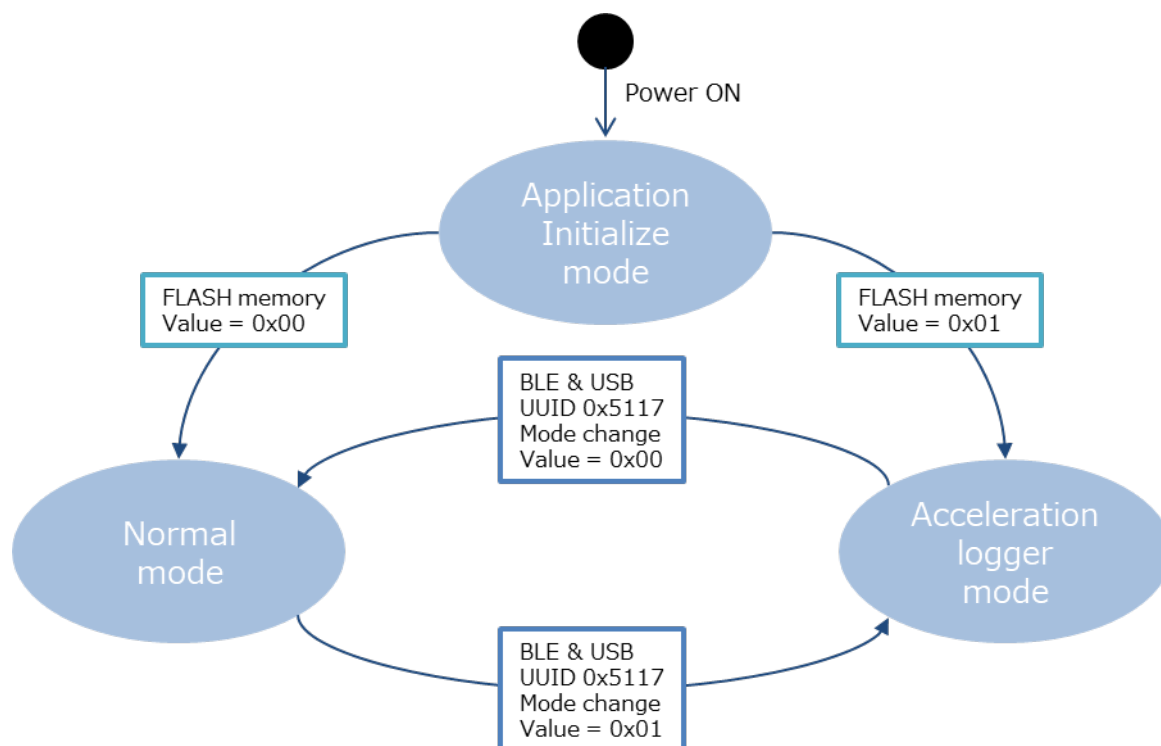 Power ON
Application
Initialize
mode
FLASH memory
Value = 0x00
FLASH memory
Value = 0x01
BLE & USB
UUID 0x5117
Mode change
Value = 0x00
Normal
mode
Acceleration
logger
mode
BLE & USB
UUID 0x5117
Mode change
Value = 0x01